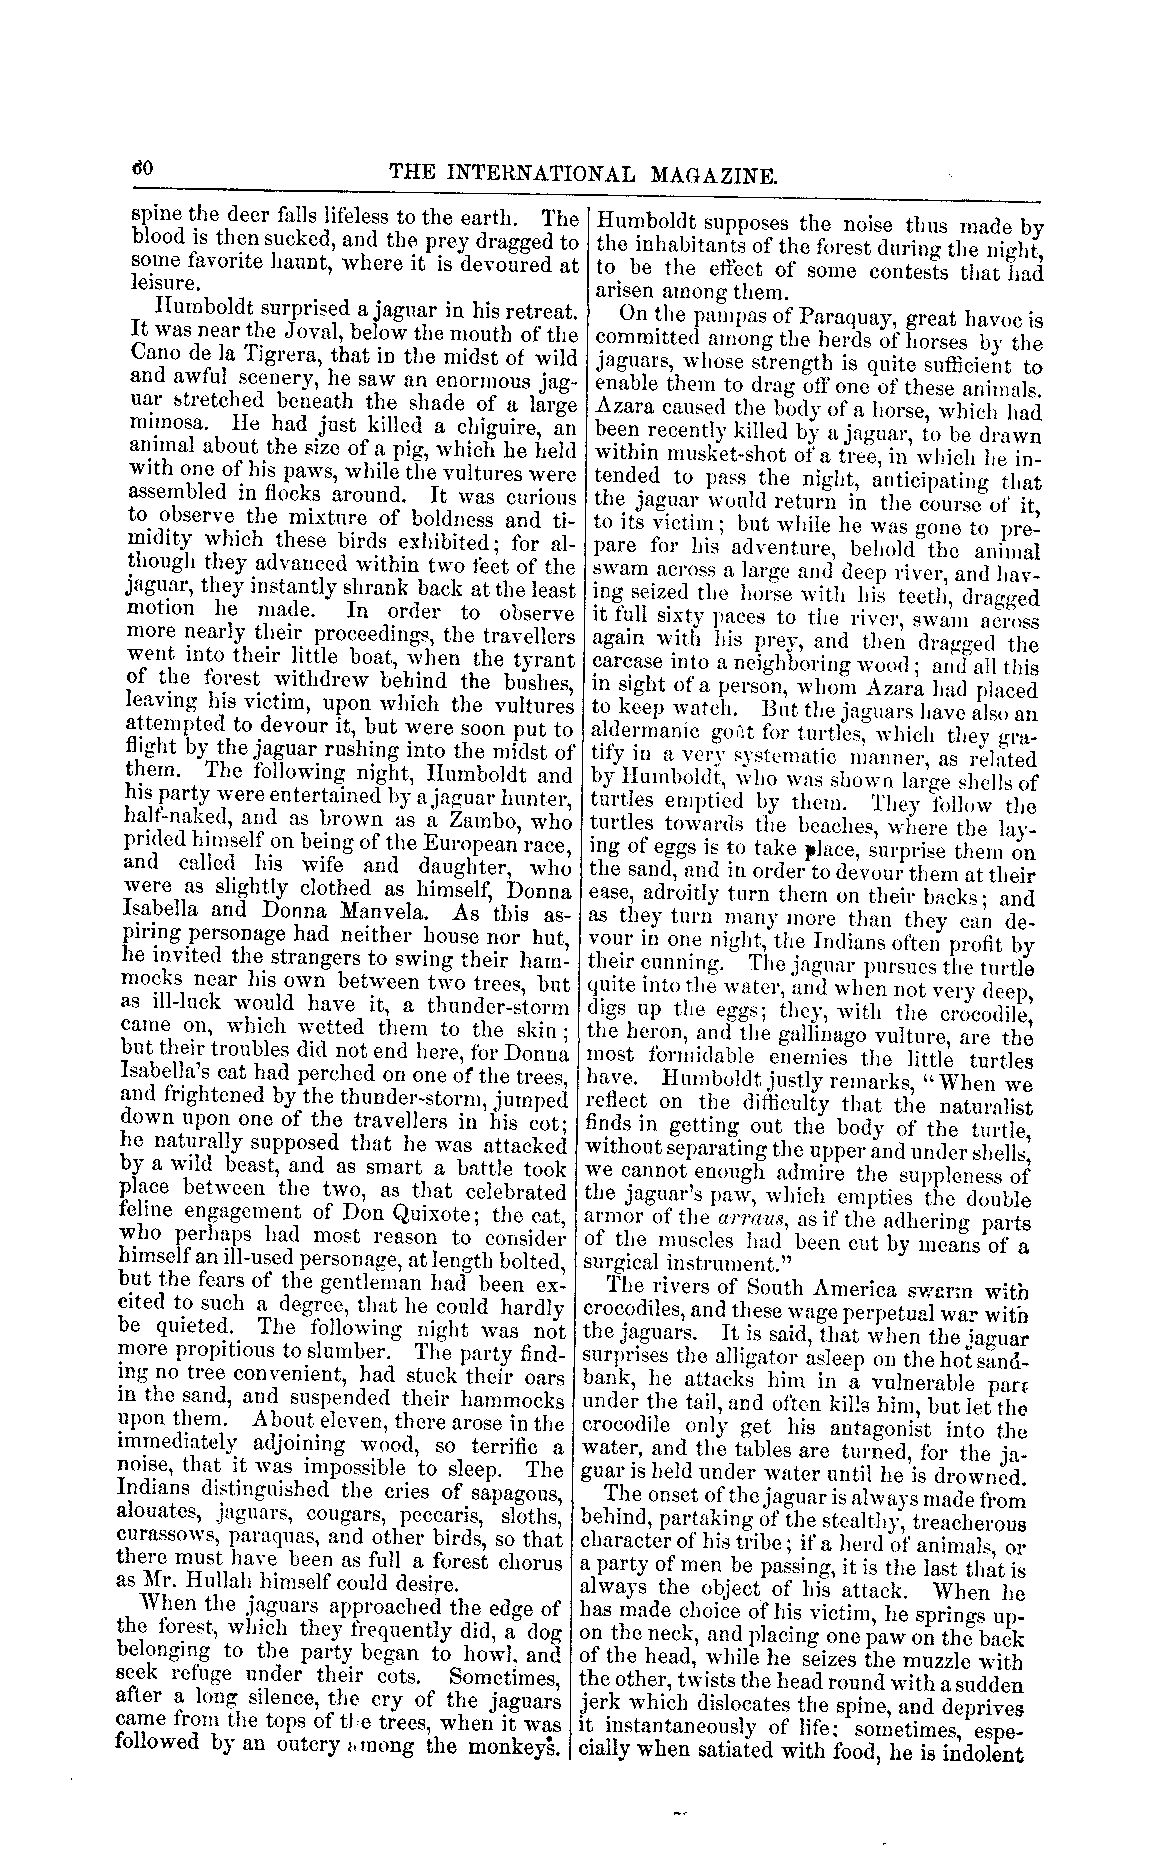 60
THE INTERNATIONAL MAGAZINE.
spine the deer falls lifeless to the earth. The
blood is then sucked, and the prey dragged to
some favorite haunt, where it is devoured at
leisure.
Humboldt surprised a jaguar in his retreat.
It was near the Joval, below the mouth of the
Cano de la Tigrera, that in the midst of wild
and awful scenery, he saw an enormous jag-
uar stretched beneath the shade of a large
mimosa. He had just killed a chiguire, an
animal about the size of a pig, which he held
with one of his paws, while the vultures were
assembled in flocks around. It was curious
to observe the mixture of boldness and ti-
midity which these birds exhibited; for al-
though they advanced within two feet of the
jaguar, they instantly shrank back at the least
motion he made. In order to observe
more nearly their proceedings, the travellers
went into their little boat, when the tyrant
of the forest withdrew behind the bushes,
leaving his victim, upon which the vultures
attempted to devour it, but were soon put to
flight by the jaguar rushing into the midst of
them. The following night, Humboldt and
his party were entertained by a jaguar hunter,
half-naked, and as brown as a Zambo, who
prided himself on being of the European race,
and called his wife and daughter, who
were as slightly clothed as himself, Donna
Isabella and Donna Manvela. As this as-
piring personage had neither house nor hut,
he invited the strangers to swing their ham-
mocks near his own between two trees, but
as ill-luck would have it, a thunder-storm
came on, which wetted them to the skin;
but their troubles did not end here, for Donna
Isabella's cat had perched on one of the trees,
and frightened by the thunder-storm, jumped
down upon one of the travellers in his cot;
he naturally supposed that he was attacked
by a wild beast, and as smart a battle took
place between the two, as that celebrated
feline engagement of Don Quixote; the cat,
who perhaps had most reason to consider
himself an ill-used personage, at length bolted,
but the fears of the gentleman had been ex-
cited to such a degree, that he could hardly
be quieted. The following night was not
more propitious to slumber. The party find-
ing no tree convenient, had stuck their oars
in the sand, and suspended their hammocks
upon them. About eleven, there arose in the
immediately adjoining wood, so terrific a
noise, that it was impossible to sleep. The
Indians distinguished the cries of sapagous,
alouates, jaguars, cougars, peccaris, sloths,
curassows, paraquas, and other birds, so that
there must have been as full a forest chorus
as Mr. Hullah himself could desire.
When the jaguars approached the edge of
the forest, which they frequently did, a dog
belonging to the party began to howl, and
seek refuge under their cots. Sometimes,
after a long silence, the cry of the jaguars
came from the tops of the trees, when it was
followed by an outcry among the monkeys.
Humboldt supposes the noise thus made by
the inhabitants of the forest during the night,
to be the effect of some contests that had
arisen among them.
On the pampas of Paraquay, great havoc is
committed among the herds of horses by the
jaguars, whose strength is quite sufficient to
enable them to drag off one of these animals.
Azara caused the body of a horse, which had
been recently killed by a jaguar, to be drawn
within musket-shot of a tree, in which he in-
tended to pass the night, anticipating that
the jaguar would return in the course of it,
to its victim; but while he was gone to pre-
pare for his adventure, behold the animal
swam across a large and deep river, and hav-
ing seized the horse with his teeth, dragged
it full sixty paces to the river, swam across
again with his prey, and then dragged the
carcase into a neighboring wood; and all this
in sight of a person, whom Azara had placed
to keep watch. But the jaguars have also an
aldermanic goût for turtles, which they gra-
tify in a very systematic manner, as related
by Humboldt, who was shown large shells of
turtles emptied by them. They follow the
turtles towards the beaches, where the lay-
ing of eggs is to take place, surprise them on
the sand, and in order to devour them at their
ease, adroitly turn them on their backs; and
as they turn many more than they can de-
vour in one night, the Indians often profit by
their cunning. The jaguar pursues the turtle
quite into the water, and when not very deep,
digs up the eggs; they, with the crocodile,
the heron, and the gallinago vulture, are the
most formidable enemies the little turtles
have. Humboldt justly remarks, "When we
reflect on the difficulty that the naturalist
finds in getting out the body of the turtle,
without separating the upper and under shells,
we cannot enough admire the suppleness of
the jaguar's paw, which empties the double
armor of the arraus, as if the adhering parts
of the muscles had been cut by means of a
surgical instrument."
The rivers of South America swarm with
crocodiles, and these wage perpetual war with
the jaguars. It is said, that when the jaguar
surprises the alligator asleep on the hot sand-
bank, he attacks him in a vulnerable part
under the tail, and often kills him, but let the
crocodile only get his antagonist into the
water, and the tables are turned, for the ja-
guar is held under water until he is drowned.
The onset of the jaguar is always made from
behind, partaking of the stealthy, treacherous
character of his tribe; if a herd of animals, or
a party of men be passing, it is the last that is
always the object of his attack. When he
has made choice of his victim, he springs up-
on the neck, and placing one paw on the back
of the head, while he seizes the muzzle with
the other, twists the head round with a sudden
jerk which dislocates the spine, and deprives
it instantaneously of life; sometimes, espe-
cially when satiated with food, he is indolent